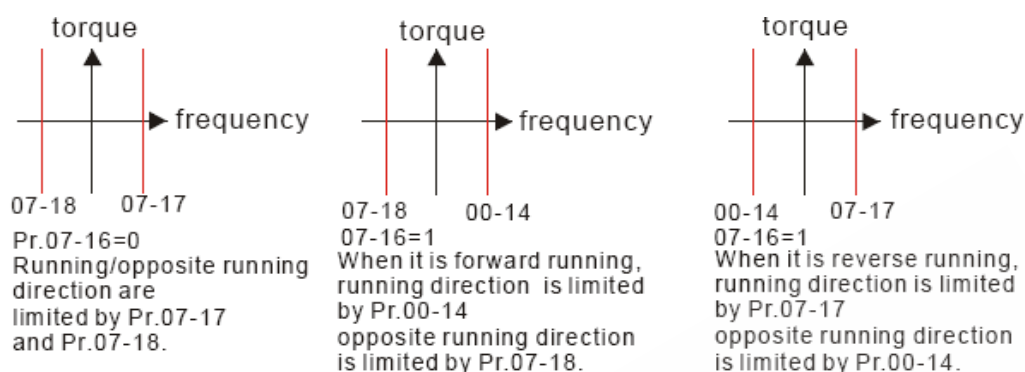 torque
frequency
07-18 07-17
Pr.07-16=0
Running/opposite running
direction are
limited by Pr.07-17
and Pr.07-18.
torque
frequency
07-18 00-14
07-16=1
When it is forward running,
running direction is limited
by Pr.00-14
opposite running direction
is limited by Pr.07-18.
torque
frequency
00-14 07-17
07-16=1
When it is reverse running,
running direction is limited
by Pr.07-17
opposite running direction
is limited by Pr.00-14.